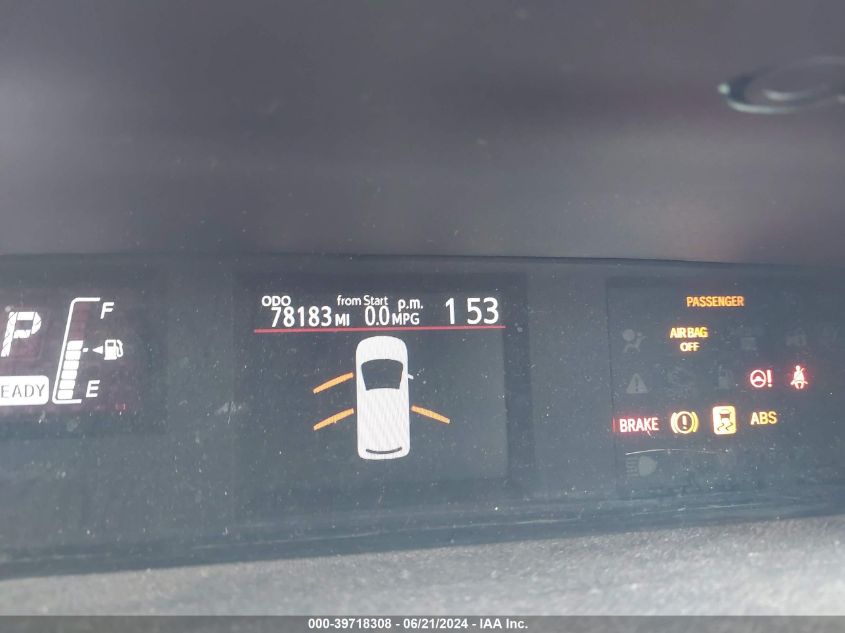 P
READY
F
E
ODO
78183 MI
from Start
0.0 MPG
p.m.
1 53
PASSENGER
AIR BAG
OFF
BRAKE
ABS
000-39718308 - 06/21/2024 - IAA Inc.